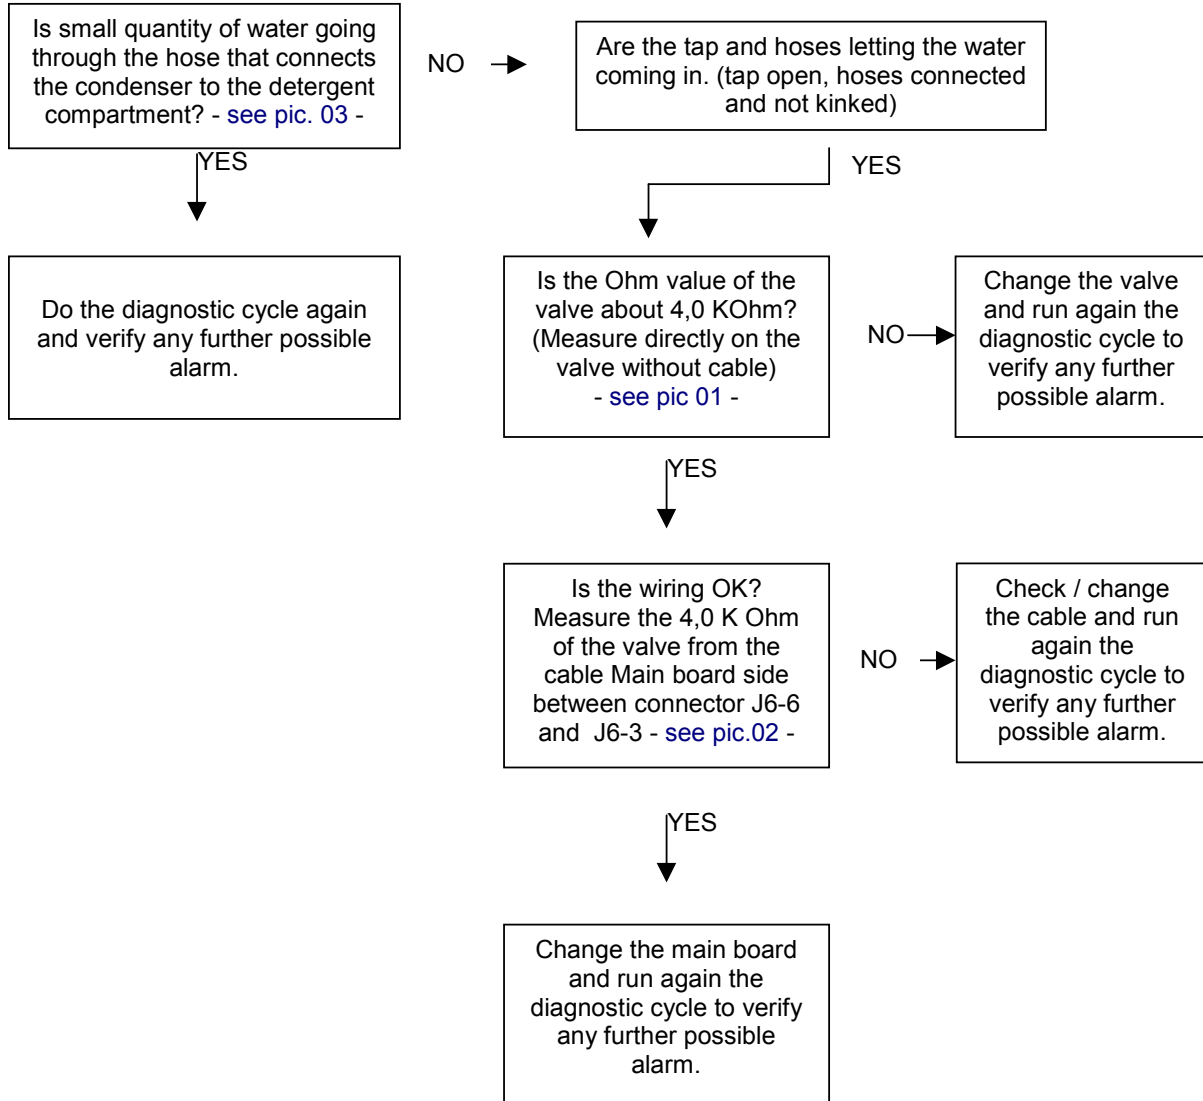 Is small quantity of water going
through the hose that connects
the condenser to the detergent
compartment? - see pic. 03 -
NO
Are the tap and hoses letting the water
coming in. (tap open, hoses connected
and not kinked)
YES
YES
Do the diagnostic cycle again
and verify any further possible
alarm.
Is the Ohm value of the
valve about 4,0 KOhm?
(Measure directly on the
valve without cable)
- see pic 01 -
NO
Change the valve
and run again the
diagnostic cycle to
verify any further
possible alarm.
YES
Is the wiring OK?
Measure the 4,0 K Ohm
of the valve from the
cable Main board side
between connector J6-6
and J6-3 - see pic.02 -
NO
Check / change
the cable and run
again the
diagnostic cycle to
verify any further
possible alarm.
YES
Change the main board
and run again the
diagnostic cycle to verify
any further possible
alarm.